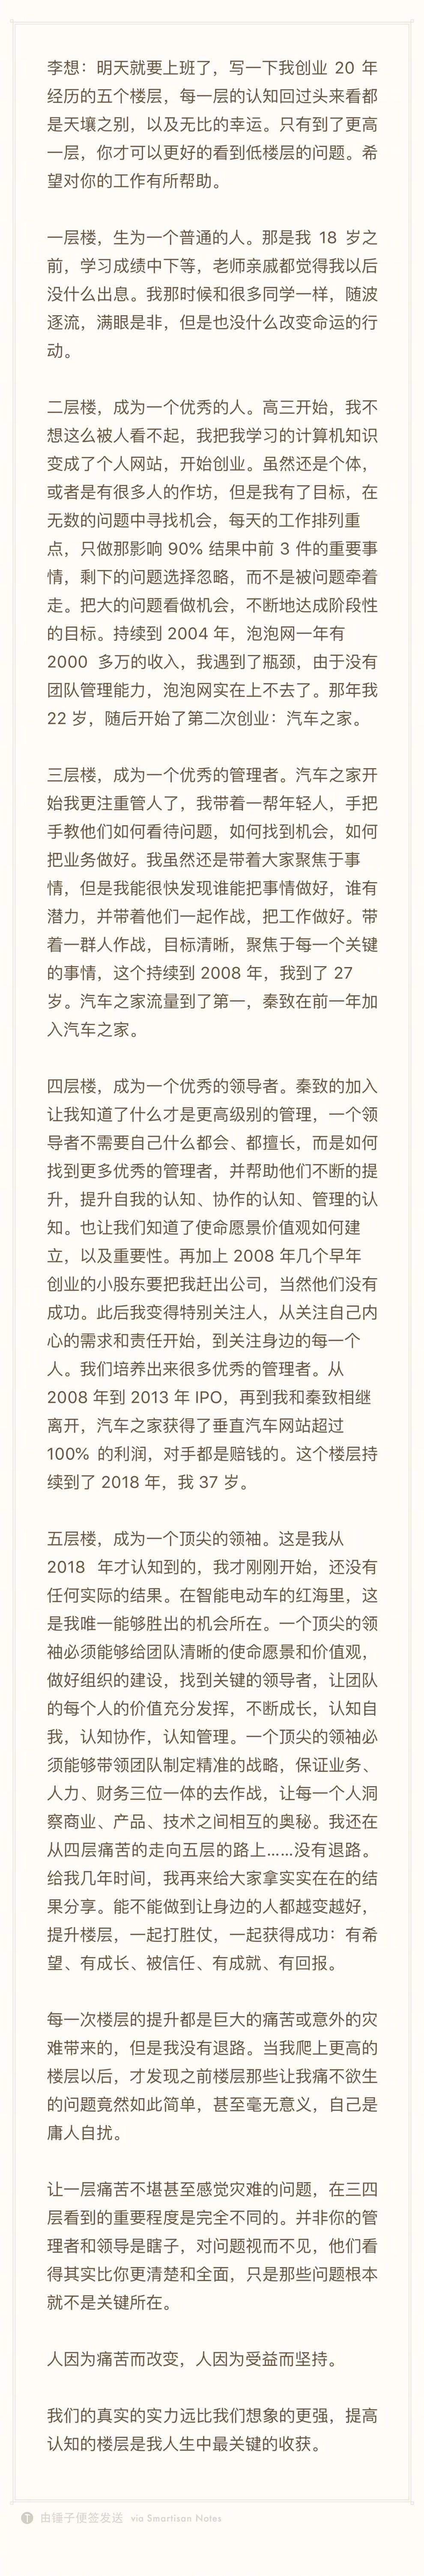 李想：明天就要上班了，写一下我创业 20 年
经历的五个楼层，每一层的认知回过头来看都
是天壤之别，以及无比的幸运。只有到了更高
一层，你才可以更好的看到低楼层的问题。希
望对你的工作有所帮助。
一层楼，生为一个普通的人。那是我 18 岁之
前，学习成绩中下等，老师亲戚都觉得我以后
没什么出息。我那时候和很多同学一样，随波
逐流，满眼是非，但是也没什么改变命运的行
动。
二层楼，成为一个优秀的人。高三开始，我不
想这么被人看不起，我把我学习的计算机知识
变成了个人网站，开始创业。虽然还是个体，
或者是有很多人的作坊，但是我有了目标，在
无数的问题中寻找机会，每天的工作排列重
点，只做那影响 90% 结果中前 3 件的重要事
情，剩下的问题选择忽略，而不是被问题牵着
走。把大的问题看做机会，不断地达成阶段性
的目标。持续到 2004 年，泡泡网一年有
2000 多万的收入，我遇到了瓶颈，由于没有
团队管理能力，泡泡网实在上不去了。那年我
22 岁，随后开始了第二次创业：汽车之家。
三层楼，成为一个优秀的管理者。汽车之家开
始我更注重管人了，我带着一帮年轻人，手把
手教他们如何看待问题，如何找到机会，如何
把业务做好。我虽然还是带着大家聚焦于事
情，但是我能很快发现谁能把事情做好，谁有
潜力，并带着他们一起作战，把工作做好。带
着一群人作战，目标清晰，聚焦于每一个关键
的事情，这个持续到 2008 年，我到了 27
岁。汽车之家流量到了第一，秦致在前一年加
入汽车之家。
四层楼，成为一个优秀的领导者。秦致的加入
让我知道了什么才是更高级别的管理，一个领
导者不需要自己什么都会、都擅长，而是如何
找到更多优秀的管理者，并帮助他们不断的提
升，提升自我的认知、协作的认知、管理的认
知。也让我们知道了使命愿景价值观如何建
立，以及重要性。再加上 2008 年几个早年
创业的小股东要把我赶出公司，当然他们没有
成功。此后我变得特别关注人，从关注自己内
心的需求和责任开始，到关注身边的每一个
人。我们培养出来很多优秀的管理者。从
2008 年到 2013 年 IPO，再到我和秦致相继
离开，汽车之家获得了垂直汽车网站超过
100% 的利润，对手都是赔钱的。这个楼层持
续到了 2018 年，我 37 岁。
五层楼，成为一个顶尖的领袖。这是我从
2018 年才认知到的，我才刚刚开始，还没有
任何实际的结果。在智能电动车的红海里，这
是我唯一能够胜出的机会所在。一个顶尖的领
袖必须能够给团队清晰的使命愿景和价值观，
做好组织的建设，找到关键的领导者，让团队
的每个人的价值充分发挥，不断成长，认知自
我，认知协作，认知管理。一个顶尖的领袖必
须能够带领团队制定精准的战略，保证业务、
人力、财务三位一体的去作战，让每一个人洞
察商业、产品、技术之间相互的奥秘。我还在
从四层痛苦的走向五层的路上……没有退路。
给我几年时间，我再来给大家拿实实在在的结
果分享。能不能做到让身边的人都越变越好，
提升楼层，一起打胜仗，一起获得成功：有希
望、有成长、被信任、有成就、有回报。
每一次楼层的提升都是巨大的痛苦或意外的灾
难带来的，但是我没有退路。当我爬上更高的
楼层以后，才发现之前楼层那些让我痛不欲生
的问题竟然如此简单，甚至毫无意义，自己是
庸人自扰。
让一层痛苦不堪甚至感觉灾难的问题，在三四
层看到的重要程度是完全不同的。并非你的管
理者和领导是瞎子，对问题视而不见，他们看
得其实比你更清楚和全面，只是那些问题根本
就不是关键所在。
人因为痛苦而改变，人因为受益而坚持。
我们的真实的实力远比我们想象的更强，提高
认知的楼层是我人生中最关键的收获。
由锤子便签发送 via Smartisan Notes